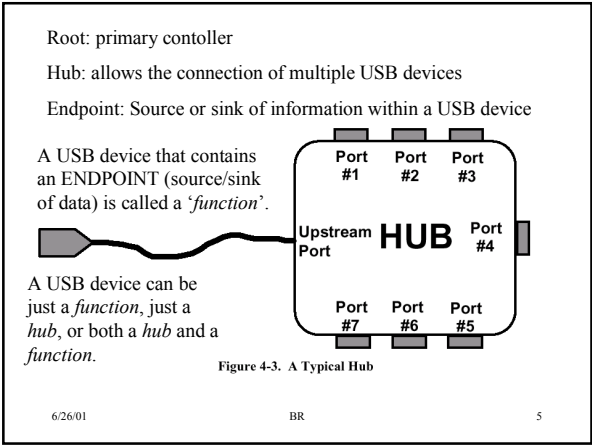 Root: primary contoller
Hub: allows the connection of multiple USB devices
Endpoint: Source or sink of information within a USB device
A USB device that contains
an ENDPOINT (source/sink
of data) is called a ‘function’.
Port
#1
Port
#2
Port
#3
Upstream
Port
HUB
Port
#4
A USB device can be
just a function, just a
hub, or both a hub and a
function.
Port
#7
Port
#6
Port
#5
Figure 4-3. A Typical Hub
6/26/01
BR
5